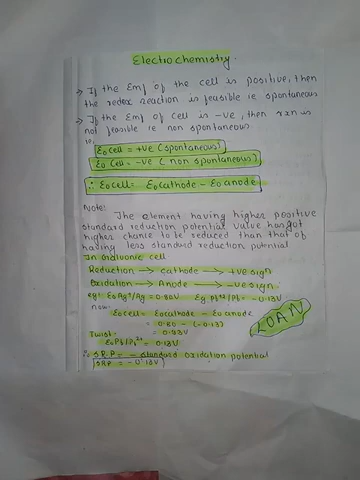 Electrochemistry:
→ If the Emf of the cell is positive, then
the redox reaction is feasible ie spontaneous
→ If the Emf of cell is -ve, then rxn is
not feasible ie non spontaneous
ie.
E₀cell = +ve (spontaneous)
E₀ cell = -ve (non spontaneous)
∴ E₀cell = E₀cathode - E₀ anode
Note:
The element having higher positive
standard reduction potential value has got
higher chance to be reduced than that of
having less standard reduction potential
In Galvanic cell
Reduction → cathode → +ve sign
Oxidation → Anode → -ve sign.
eg: E₀ Ag⁺/Ag = 0.80V Eg Pb⁺²/Pb = -0.13V
now,
E₀cell = E₀cathode - E₀ anode
= 0.80 - (-0.13)
= 0.93V
Twist:
E₀Pb/Pb²⁺ = 0.13V
S.R.P = - standard oxidation potential
SRP = -0.13V
LOAN